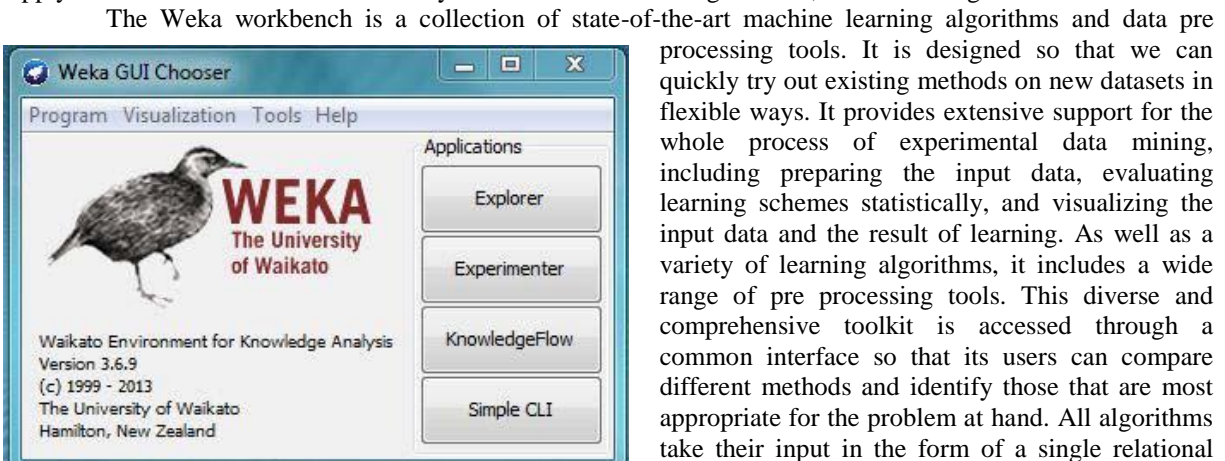 The Weka workbench is a collection of state-of-the-art machine learning algorithms and data pre
processing tools. It is designed so that we can
quickly try out existing methods on new datasets in
flexible ways. It provides extensive support for the
whole process of experimental data mining,
including preparing the input data, evaluating
learning schemes statistically, and visualizing the
input data and the result of learning. As well as a
variety of learning algorithms, it includes a wide
range of pre processing tools. This diverse and
comprehensive toolkit is accessed through a
common interface so that its users can compare
different methods and identify those that are most
appropriate for the problem at hand. All algorithms
take their input in the form of a single relational
Weka GUI Chooser
Program Visualization Tools Help
WEKA
The University
of Waikato
Waikato Environment for Knowledge Analysis
Version 3.6.9
(c) 1999 - 2013
The University of Waikato
Hamilton, New Zealand
Applications
Explorer
Experimenter
KnowledgeFlow
Simple CLI